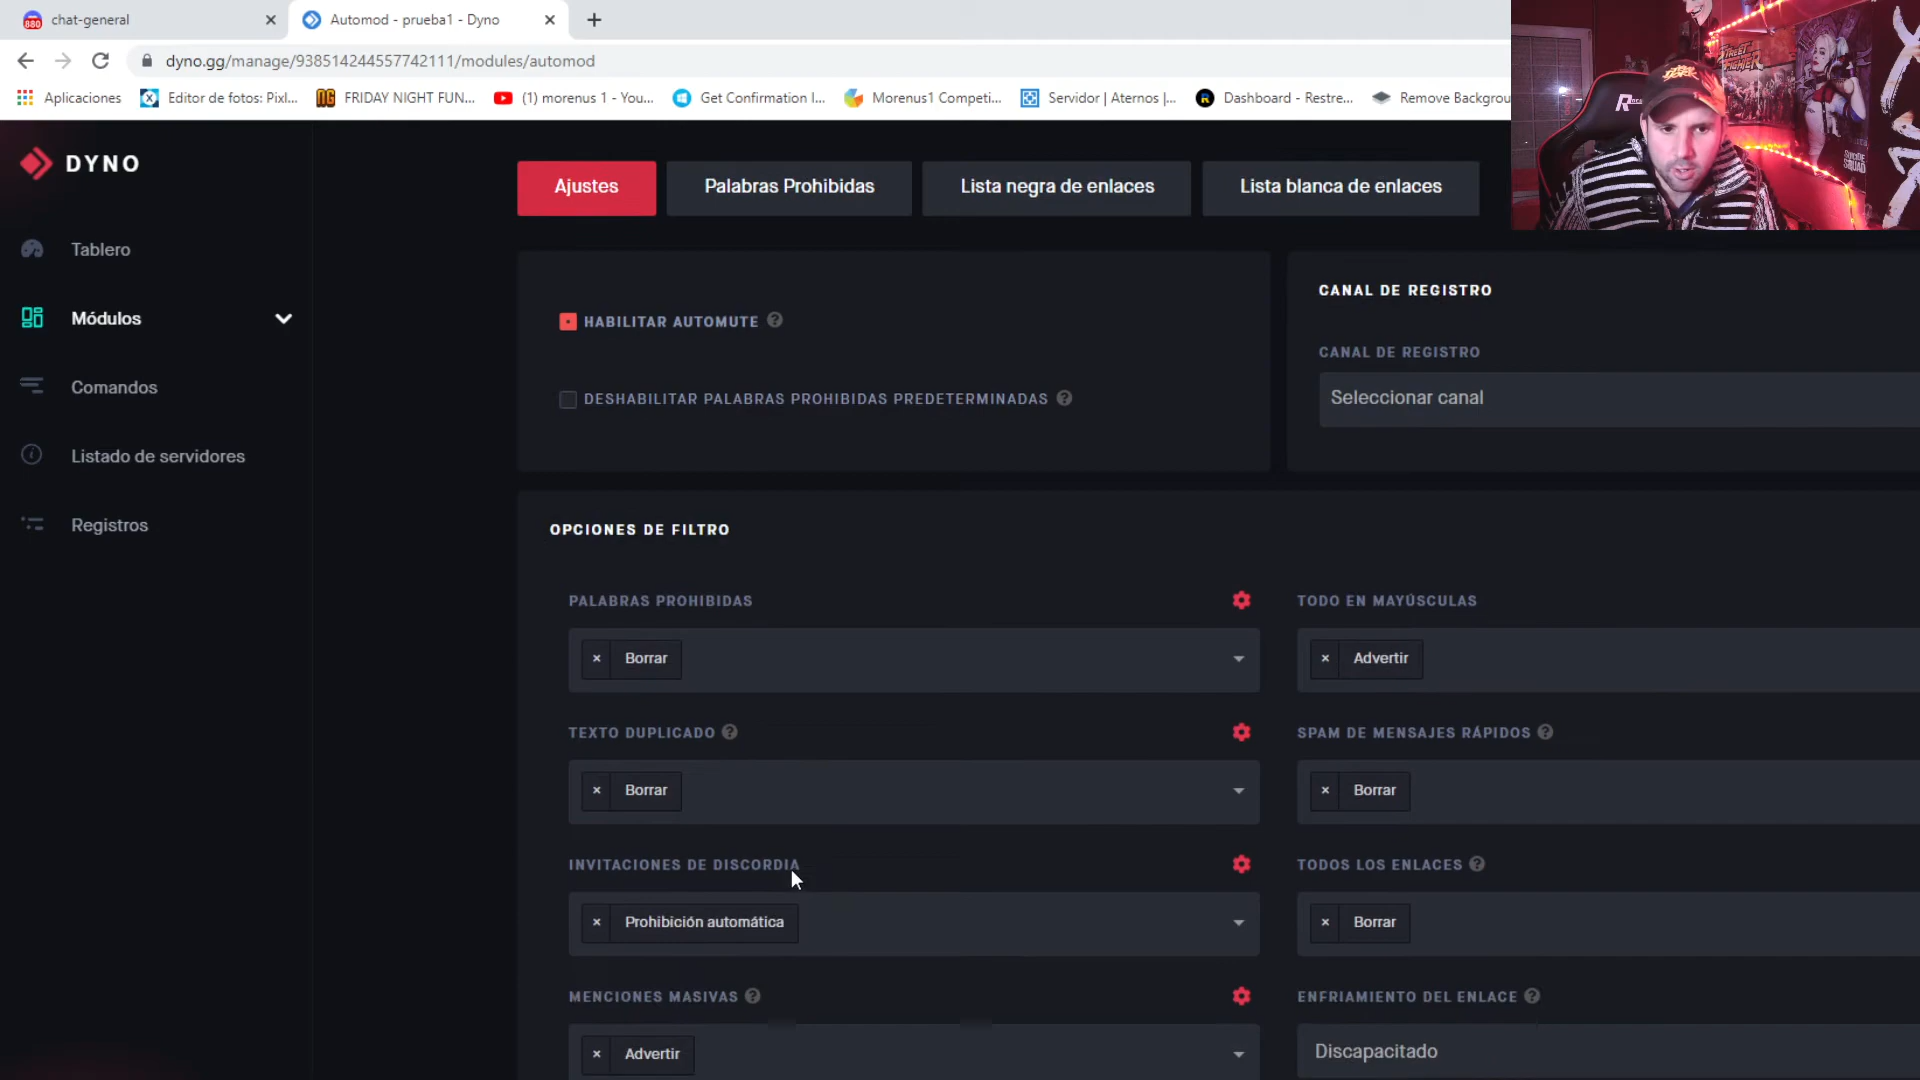 chat-general
Automod - prueba1 - Dyno
dyno.gg/manage/938514244557742111/modules/automod
Aplicaciones
Editor de fotos: Pixl...
FRIDAY NIGHT FUN...
(1) morenus 1 - You...
Get Confirmation I...
Morenus1 Competi...
Servidor | Aternos |...
Dashboard - Restre...
Remove Backgrou
STREET FIGHTER
SUICIDE SQUAD
DYNO
Ajustes
Palabras Prohibidas
Lista negra de enlaces
Lista blanca de enlaces
Tablero
Módulos
Comandos
Listado de servidores
Registros
HABILITAR AUTOMUTE
DESHABILITAR PALABRAS PROHIBIDAS PREDETERMINADAS
CANAL DE REGISTRO
CANAL DE REGISTRO
Seleccionar canal
OPCIONES DE FILTRO
PALABRAS PROHIBIDAS
× Borrar
TODO EN MAYÚSCULAS
× Advertir
TEXTO DUPLICADO
× Borrar
SPAM DE MENSAJES RÁPIDOS
× Borrar
INVITACIONES DE DISCORDIA
× Prohibición automática
TODOS LOS ENLACES
× Borrar
MENCIONES MASIVAS
× Advertir
ENFRIAMIENTO DEL ENLACE
Discapacitado